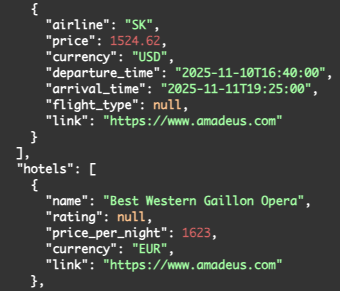 {
"airline": "SK",
"price": 1524.62,
"currency": "USD",
"departure_time": "2025-11-10T16:40:00",
"arrival_time": "2025-11-11T19:25:00",
"flight_type": null,
"link": "https://www.amadeus.com"
}
],
"hotels": [
{
"name": "Best Western Gaillon Opera",
"rating": null,
"price_per_night": 1623,
"currency": "EUR",
"link": "https://www.amadeus.com"
},